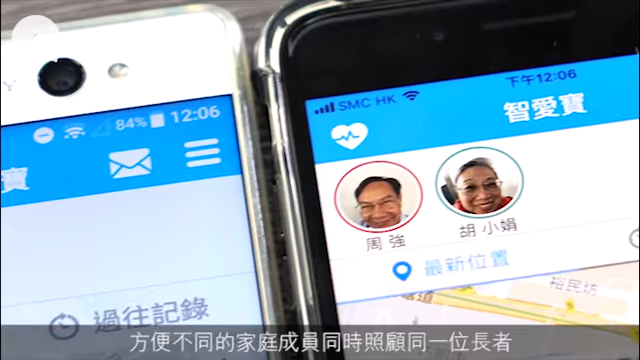 Y
84% 12:06
寶
過往記錄
SMC HK
下午12:06
智愛寶
周 強
胡 小娟
最新位置
道
裕民坊
方便不同的家庭成員同時照顧同一位長者